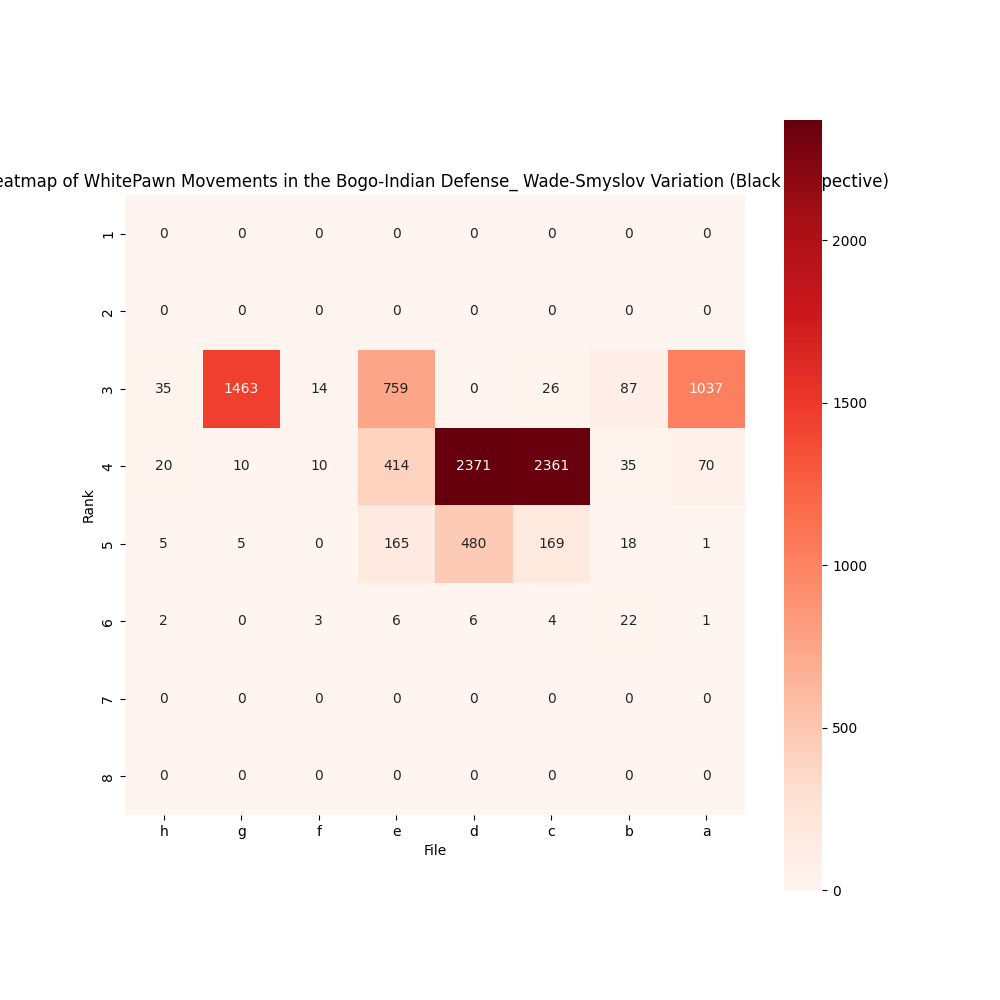 eatmap of WhitePawn Movements in the Bogo-Indian Defense_ Wade-Smyslov Variation (Black pective)
1 0 0 0 0 0 0 0 0
2 0 0 0 0 0 0 0 0
3 35 1463 14 759 0 26 87 1037
4 20 10 10 414 2371 2361 35 70
5 5 5 0 165 480 169 18 1
6 2 0 3 6 6 4 22 1
7 0 0 0 0 0 0 0 0
8 0 0 0 0 0 0 0 0
Rank
h g f e d c b a
File
2000
1500
1000
500
0